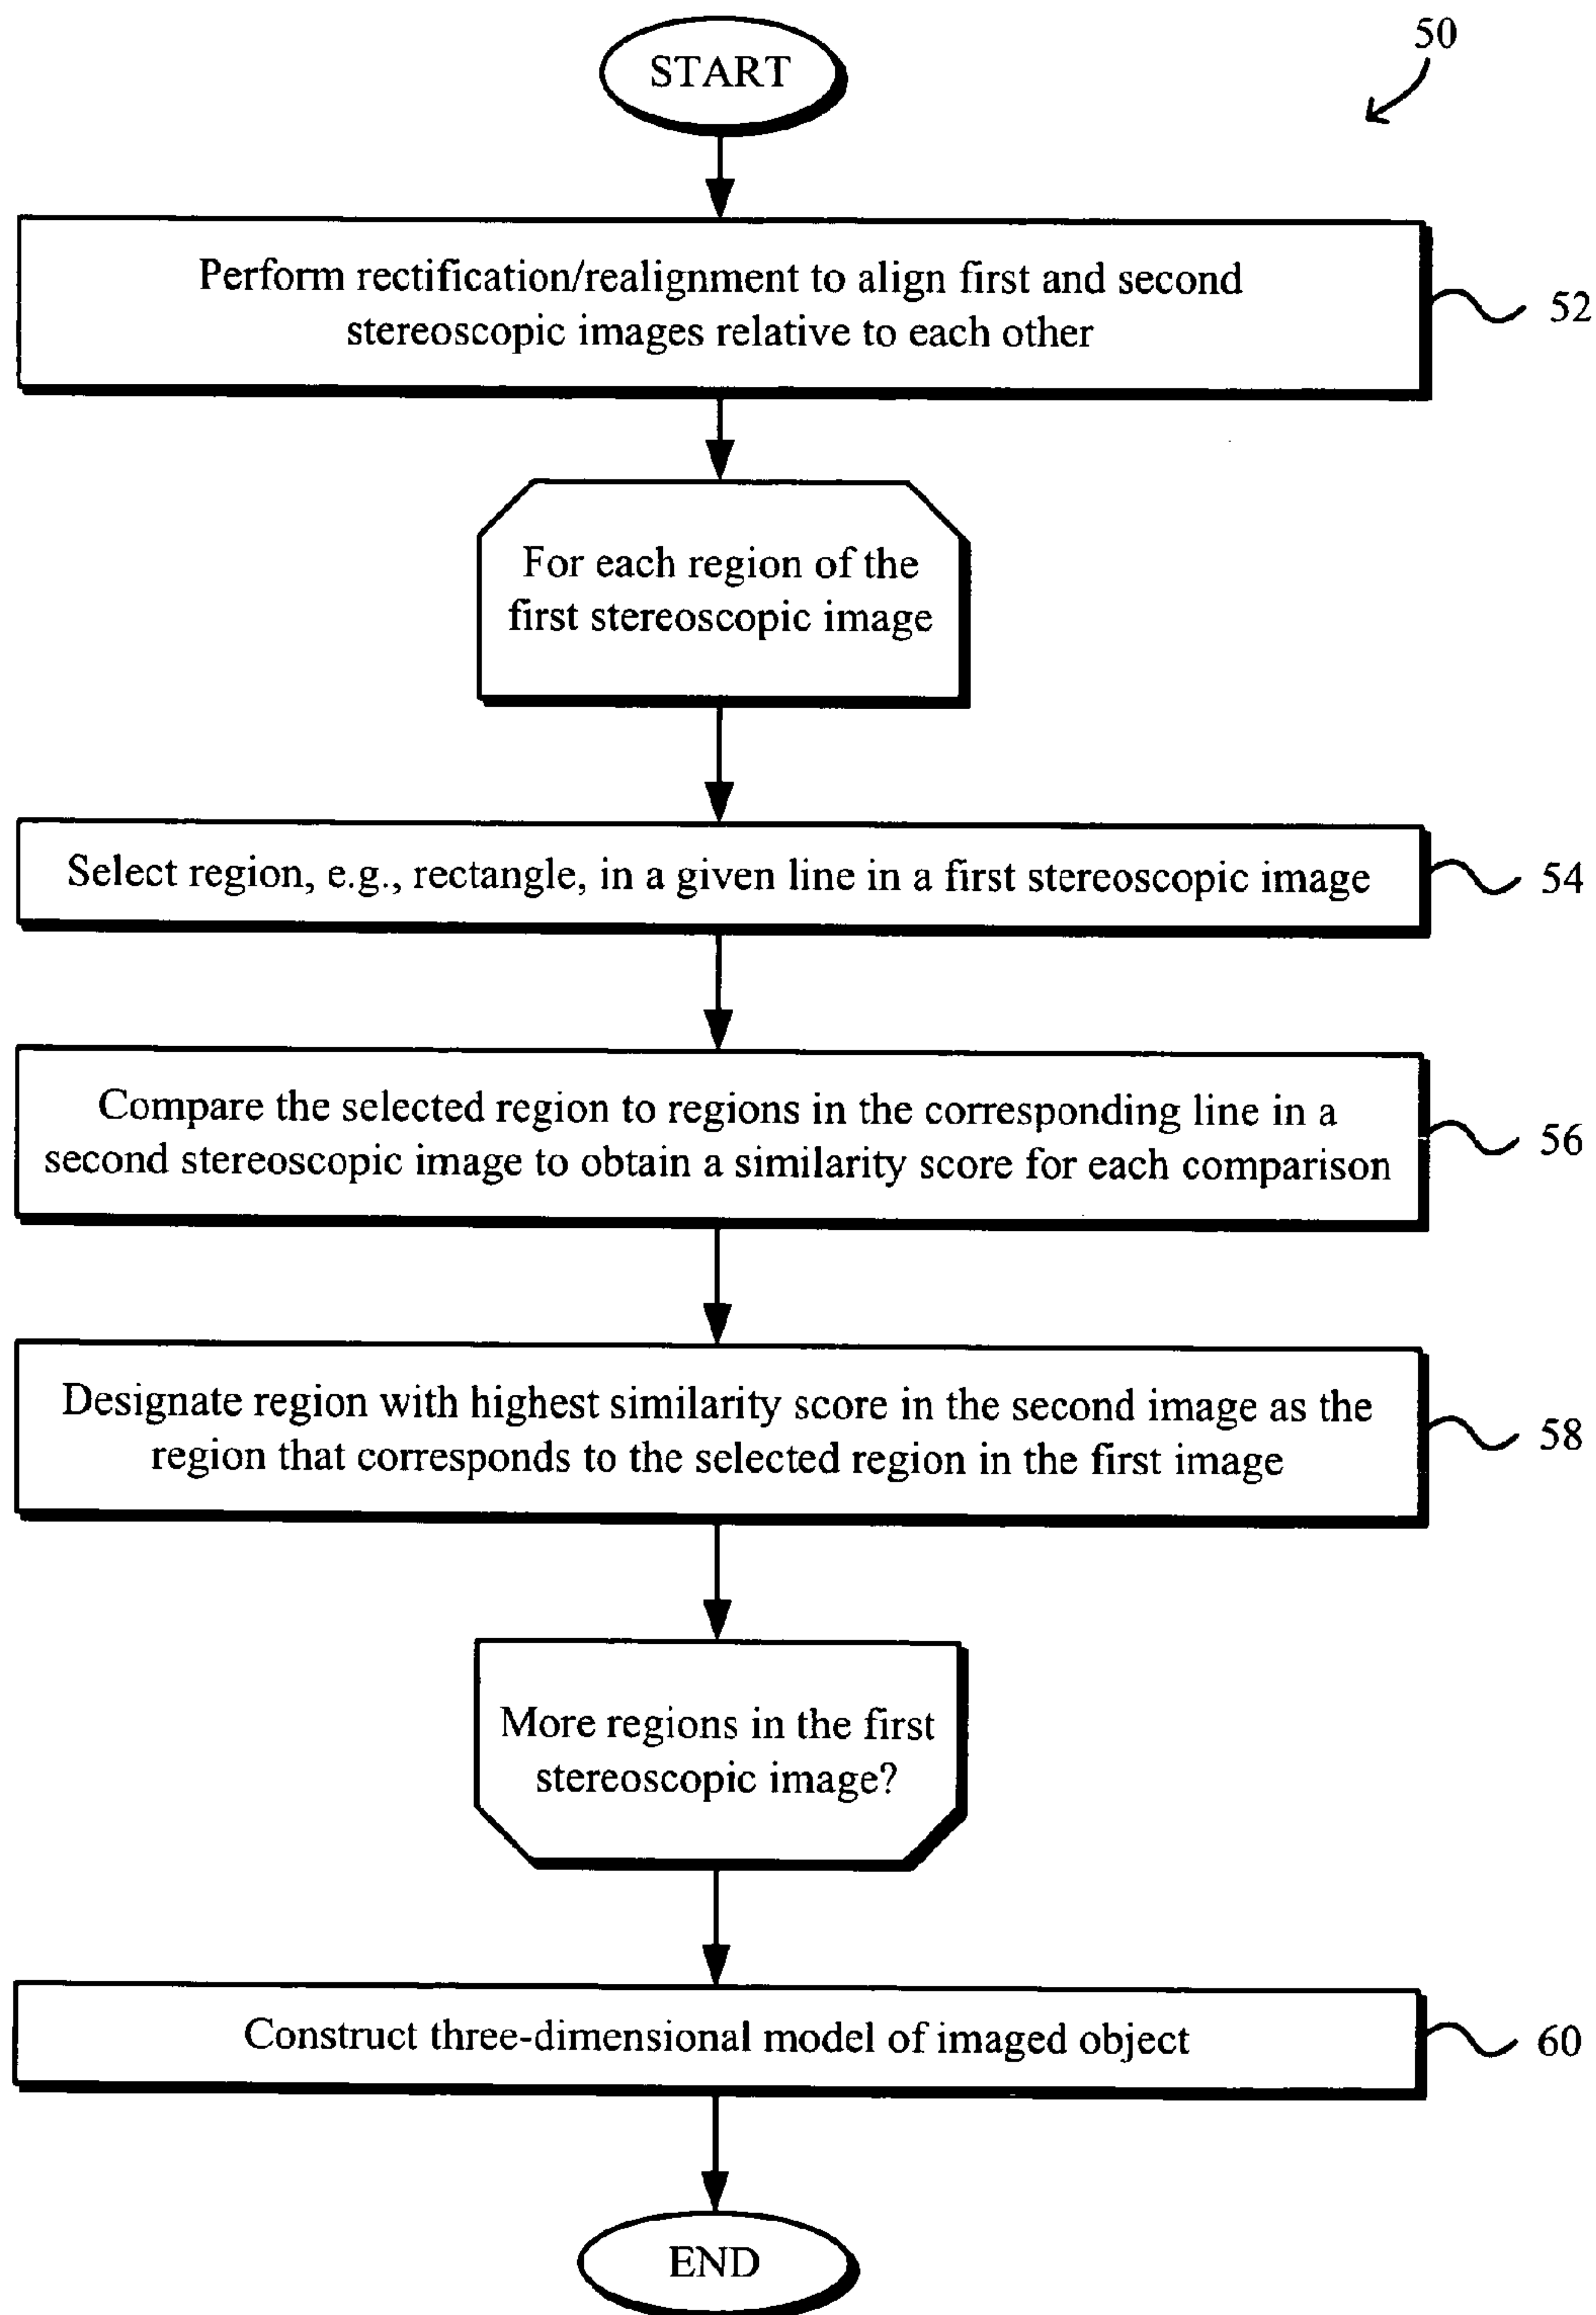 START
50
Perform rectification/realignment to align first and second
stereoscopic images relative to each other
52
For each region of the
first stereoscopic image
Select region, e.g., rectangle, in a given line in a first stereoscopic image
54
Compare the selected region to regions in the corresponding line in a
second stereoscopic image to obtain a similarity score for each comparison
56
Designate region with highest similarity score in the second image as the
region that corresponds to the selected region in the first image
58
More regions in the first
stereoscopic image?
Construct three-dimensional model of imaged object
60
END